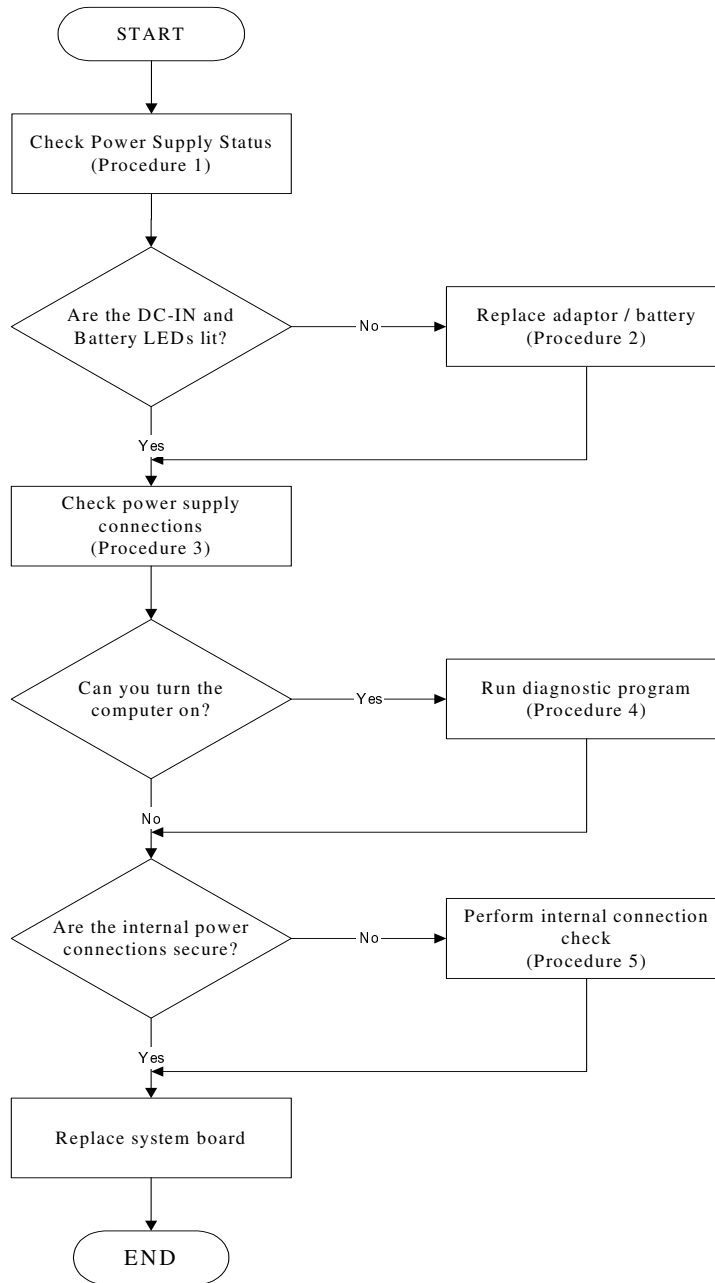 START
Check Power Supply Status
(Procedure 1)
Are the DC-IN and
Battery LEDs lit?
No
Replace adaptor / battery
(Procedure 2)
Yes
Check power supply
connections
(Procedure 3)
Can you turn the
computer on?
Yes
Run diagnostic program
(Procedure 4)
No
Are the internal power
connections secure?
No
Perform internal connection
check
(Procedure 5)
Yes
Replace system board
END